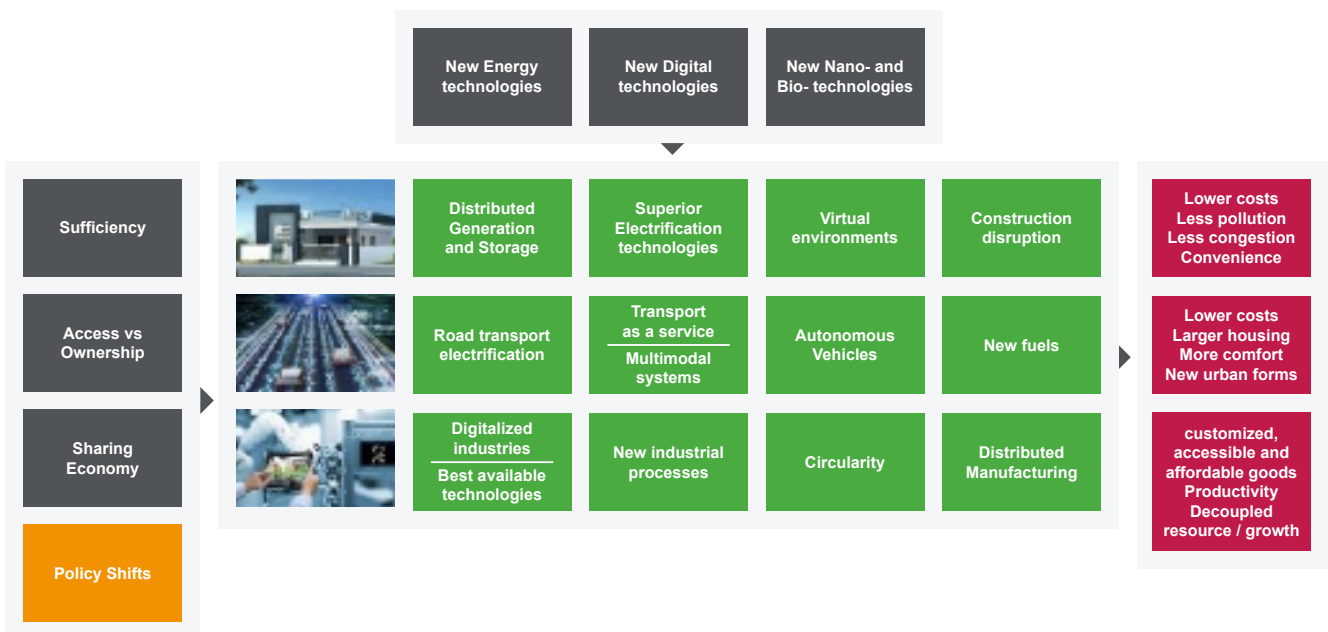 New Energy
technologies
New Digital
technologies
New Nano- and
Bio- technologies
Sufficiency
Access vs
Ownership
Sharing
Economy
Policy Shifts
Distributed
Generation
and Storage
Superior
Electrification
technologies
Virtual
environments
Construction
disruption
Road transport
electrification
Transport
as a service
Multimodal
systems
Autonomous
Vehicles
New fuels
Digitalized
industries
Best available
technologies
New industrial
processes
Circularity
Distributed
Manufacturing
Lower costs
Less pollution
Less congestion
Convenience
Lower costs
Larger housing
More comfort
New urban forms
customized,
accessible and
affordable goods
Productivity
Decoupled
resource / growth